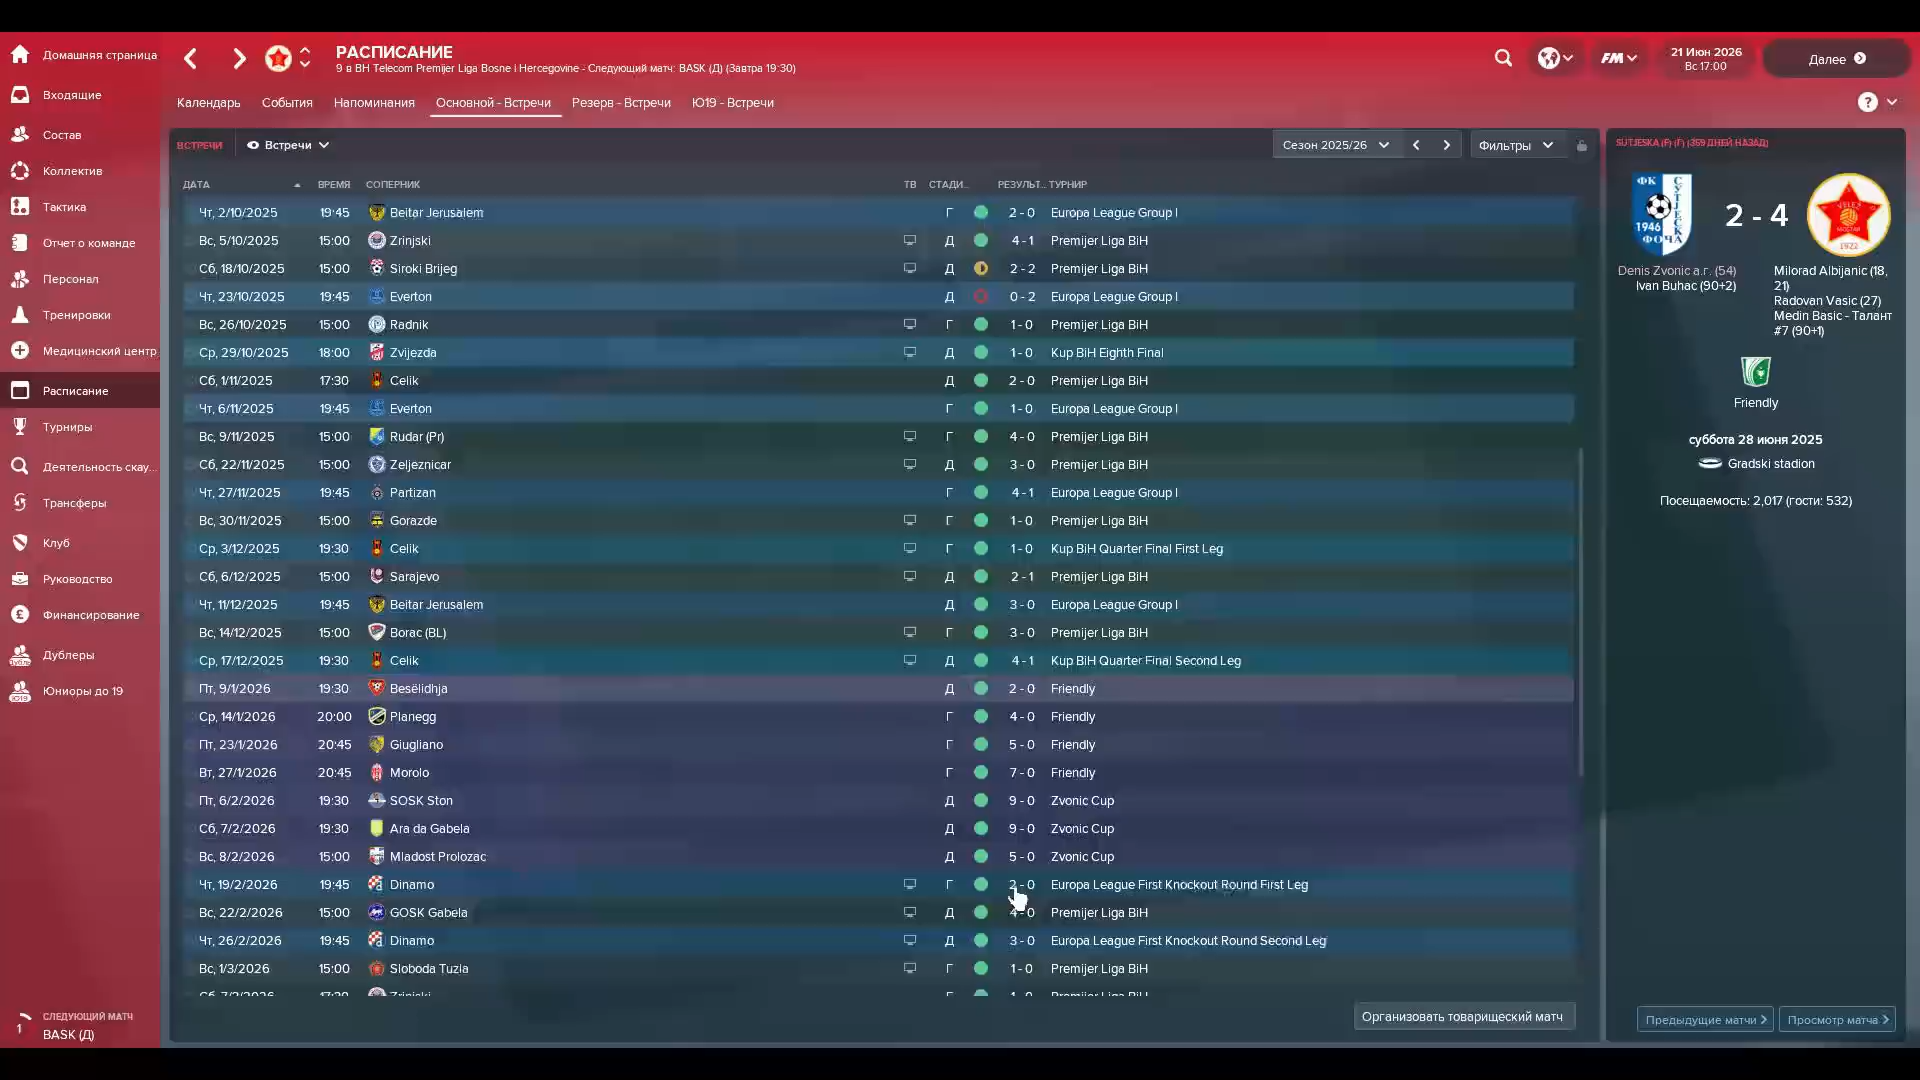 Домашняя страница
Входящие
Состав
Коллектив
Тактика
Отчет о команде
Персонал
Тренировки
Медицинский центр
Расписание
Турниры
Деятельность скау...
Трансферы
Клуб
Руководство
Финансирование
Дублеры
Юниоры до 19
СЛЕДУЮЩИЙ МАТЧ
1
BASK (Д)
РАСПИСАНИЕ
9 в BH Telecom Premijer Liga Bosne i Hercegovine - Следующий матч: BASK (Д) (Завтра 19:30)
FM
21 Июн 2026
Вс 17:00
Далее
Календарь События Напоминания Основной - Встречи Резерв - Встречи Ю19 - Встречи
?
ВСТРЕЧИ Встречи Сезон 2025/26 Фильтры
ДАТА ВРЕМЯ СОПЕРНИК ТВ СТАДИ... РЕЗУЛЬТ... ТУРНИР
Чт, 2/10/2025 19:45 Beitar Jerusalem Г 2 - 0 Europa League Group I
Вс, 5/10/2025 15:00 Zrinjski Д 4 - 1 Premijer Liga BiH
Сб, 18/10/2025 15:00 Siroki Brijeg Д 2 - 2 Premijer Liga BiH
Чт, 23/10/2025 19:45 Everton Д 0 - 2 Europa League Group I
Вс, 26/10/2025 15:00 Radnik Г 1 - 0 Premijer Liga BiH
Ср, 29/10/2025 18:00 Zvijezda Д 1 - 0 Kup BiH Eighth Final
Сб, 1/11/2025 17:30 Celik Д 2 - 0 Premijer Liga BiH
Чт, 6/11/2025 19:45 Everton Г 1 - 0 Europa League Group I
Вс, 9/11/2025 15:00 Rudar (Pr) Г 4 - 0 Premijer Liga BiH
Сб, 22/11/2025 15:00 Zeljeznicar Д 3 - 0 Premijer Liga BiH
Чт, 27/11/2025 19:45 Partizan Г 4 - 1 Europa League Group I
Вс, 30/11/2025 15:00 Gorazde Г 1 - 0 Premijer Liga BiH
Ср, 3/12/2025 19:30 Celik Г 1 - 0 Kup BiH Quarter Final First Leg
Сб, 6/12/2025 15:00 Sarajevo Д 2 - 1 Premijer Liga BiH
Чт, 11/12/2025 19:45 Beitar Jerusalem Д 3 - 0 Europa League Group I
Вс, 14/12/2025 15:00 Borac (BL) Г 3 - 0 Premijer Liga BiH
Ср, 17/12/2025 19:30 Celik Д 4 - 1 Kup BiH Quarter Final Second Leg
Пт, 9/1/2026 19:30 Besëlidhja Д 2 - 0 Friendly
Ср, 14/1/2026 20:00 Planegg Г 4 - 0 Friendly
Пт, 23/1/2026 20:45 Giugliano Г 5 - 0 Friendly
Вт, 27/1/2026 20:45 Morolo Г 7 - 0 Friendly
Пт, 6/2/2026 19:30 SOSK Ston Д 9 - 0 Zvonic Cup
Сб, 7/2/2026 19:30 Ara da Gabela Д 9 - 0 Zvonic Cup
Вс, 8/2/2026 15:00 Mladost Prolozac Д 5 - 0 Zvonic Cup
Чт, 19/2/2026 19:45 Dinamo Г 2 - 0 Europa League First Knockout Round First Leg
Вс, 22/2/2026 15:00 GOSK Gabela Д 4 - 0 Premijer Liga BiH
Чт, 26/2/2026 19:45 Dinamo Д 3 - 0 Europa League First Knockout Round Second Leg
Вс, 1/3/2026 15:00 Sloboda Tuzla Г 1 - 0 Premijer Liga BiH
Организовать товарищеский матч
SUTJESKA (F) (Г) (359 ДНЕЙ НАЗАД)
ФК СУТЈЕСКА 1946 ФОЧА
2 - 4
1922
Denis Zvonic а.г. (54)
Ivan Buhac (90+2)
Milorad Albijanic (18,
21)
Radovan Vasic (27)
Medin Basic - Талант
#7 (90+1)
Friendly
суббота 28 июня 2025
Gradski stadion
Посещаемость: 2,017 (гости: 532)
Предыдущие матчи Просмотр матча